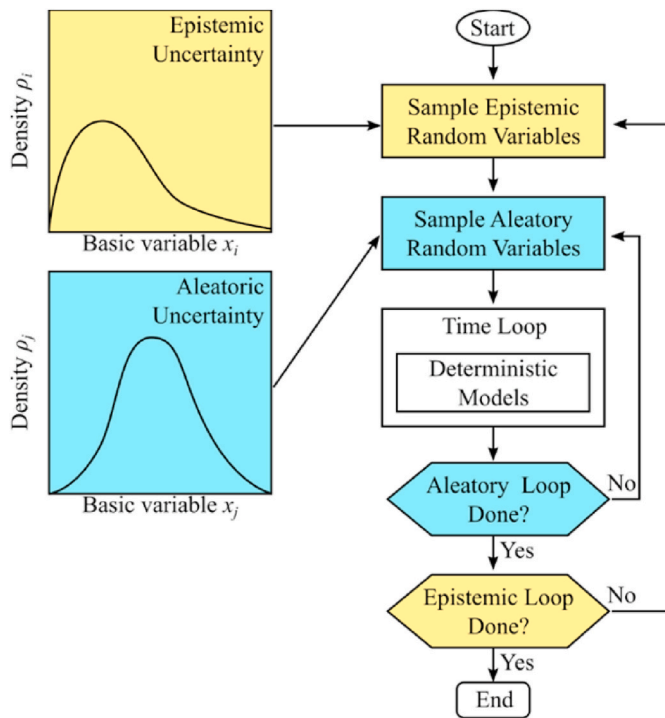 Epistemic
Uncertainty
Density ρi
Basic variable xi
Aleatoric
Uncertainty
Density ρj
Basic variable xj
Start
Sample Epistemic
Random Variables
Sample Aleatory
Random Variables
Time Loop
Deterministic
Models
Aleatory Loop
Done?
No
Yes
Epistemic Loop
Done?
No
Yes
End